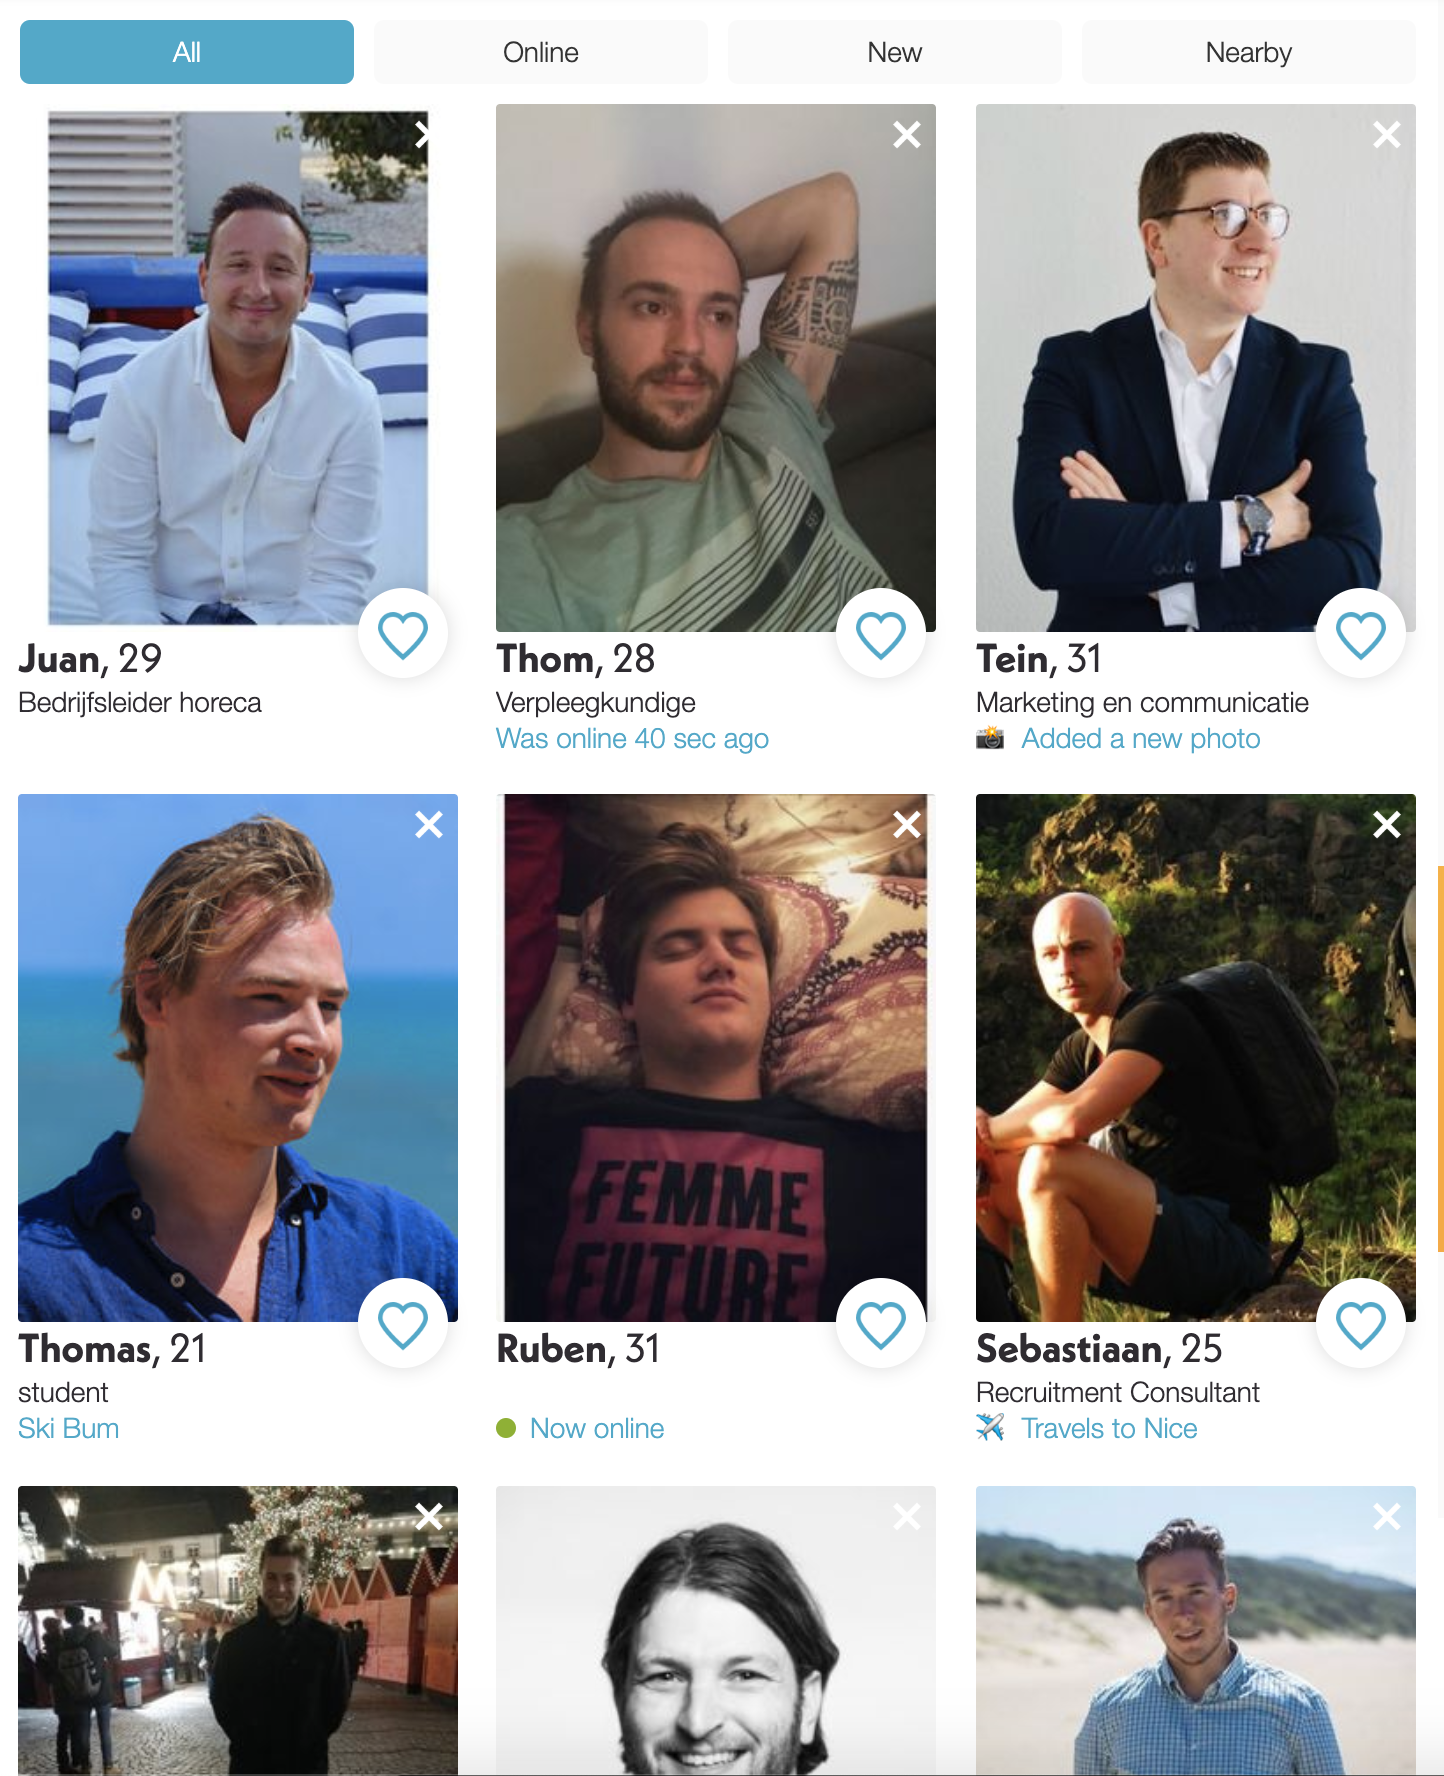 All
Online
New
Nearby
Juan, 29
Bedrijfsleider horeca
Thom, 28
Verpleegkundige
Was online 40 sec ago
Tein, 31
Marketing en communicatie
Added a new photo
FEMME
FUTURE
Thomas, 21
student
Ski Bum
Ruben, 31
Now online
Sebastiaan, 25
Recruitment Consultant
Travels to Nice